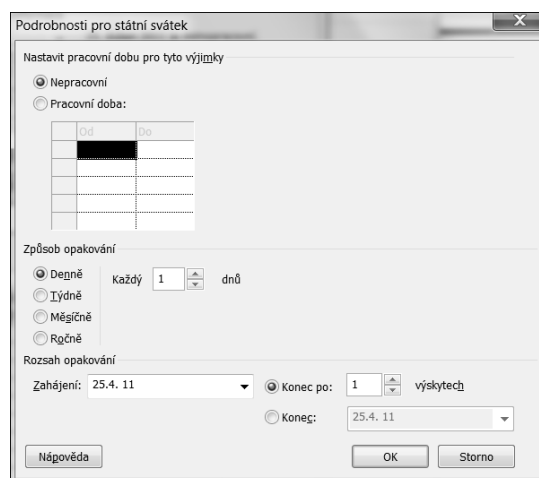 Podrobnosti pro státní svátek
Nastavit pracovní dobu pro tyto výjimky
Nepracovní
Pracovní doba:
Od Do
Způsob opakování
Denně Každý 1 dnů
Týdně
Měsíčně
Ročně
Rozsah opakování
Zahájení: 25.4. 11 Konec po: 1 výskytech
Konec: 25.4. 11
Nápověda OK Storno